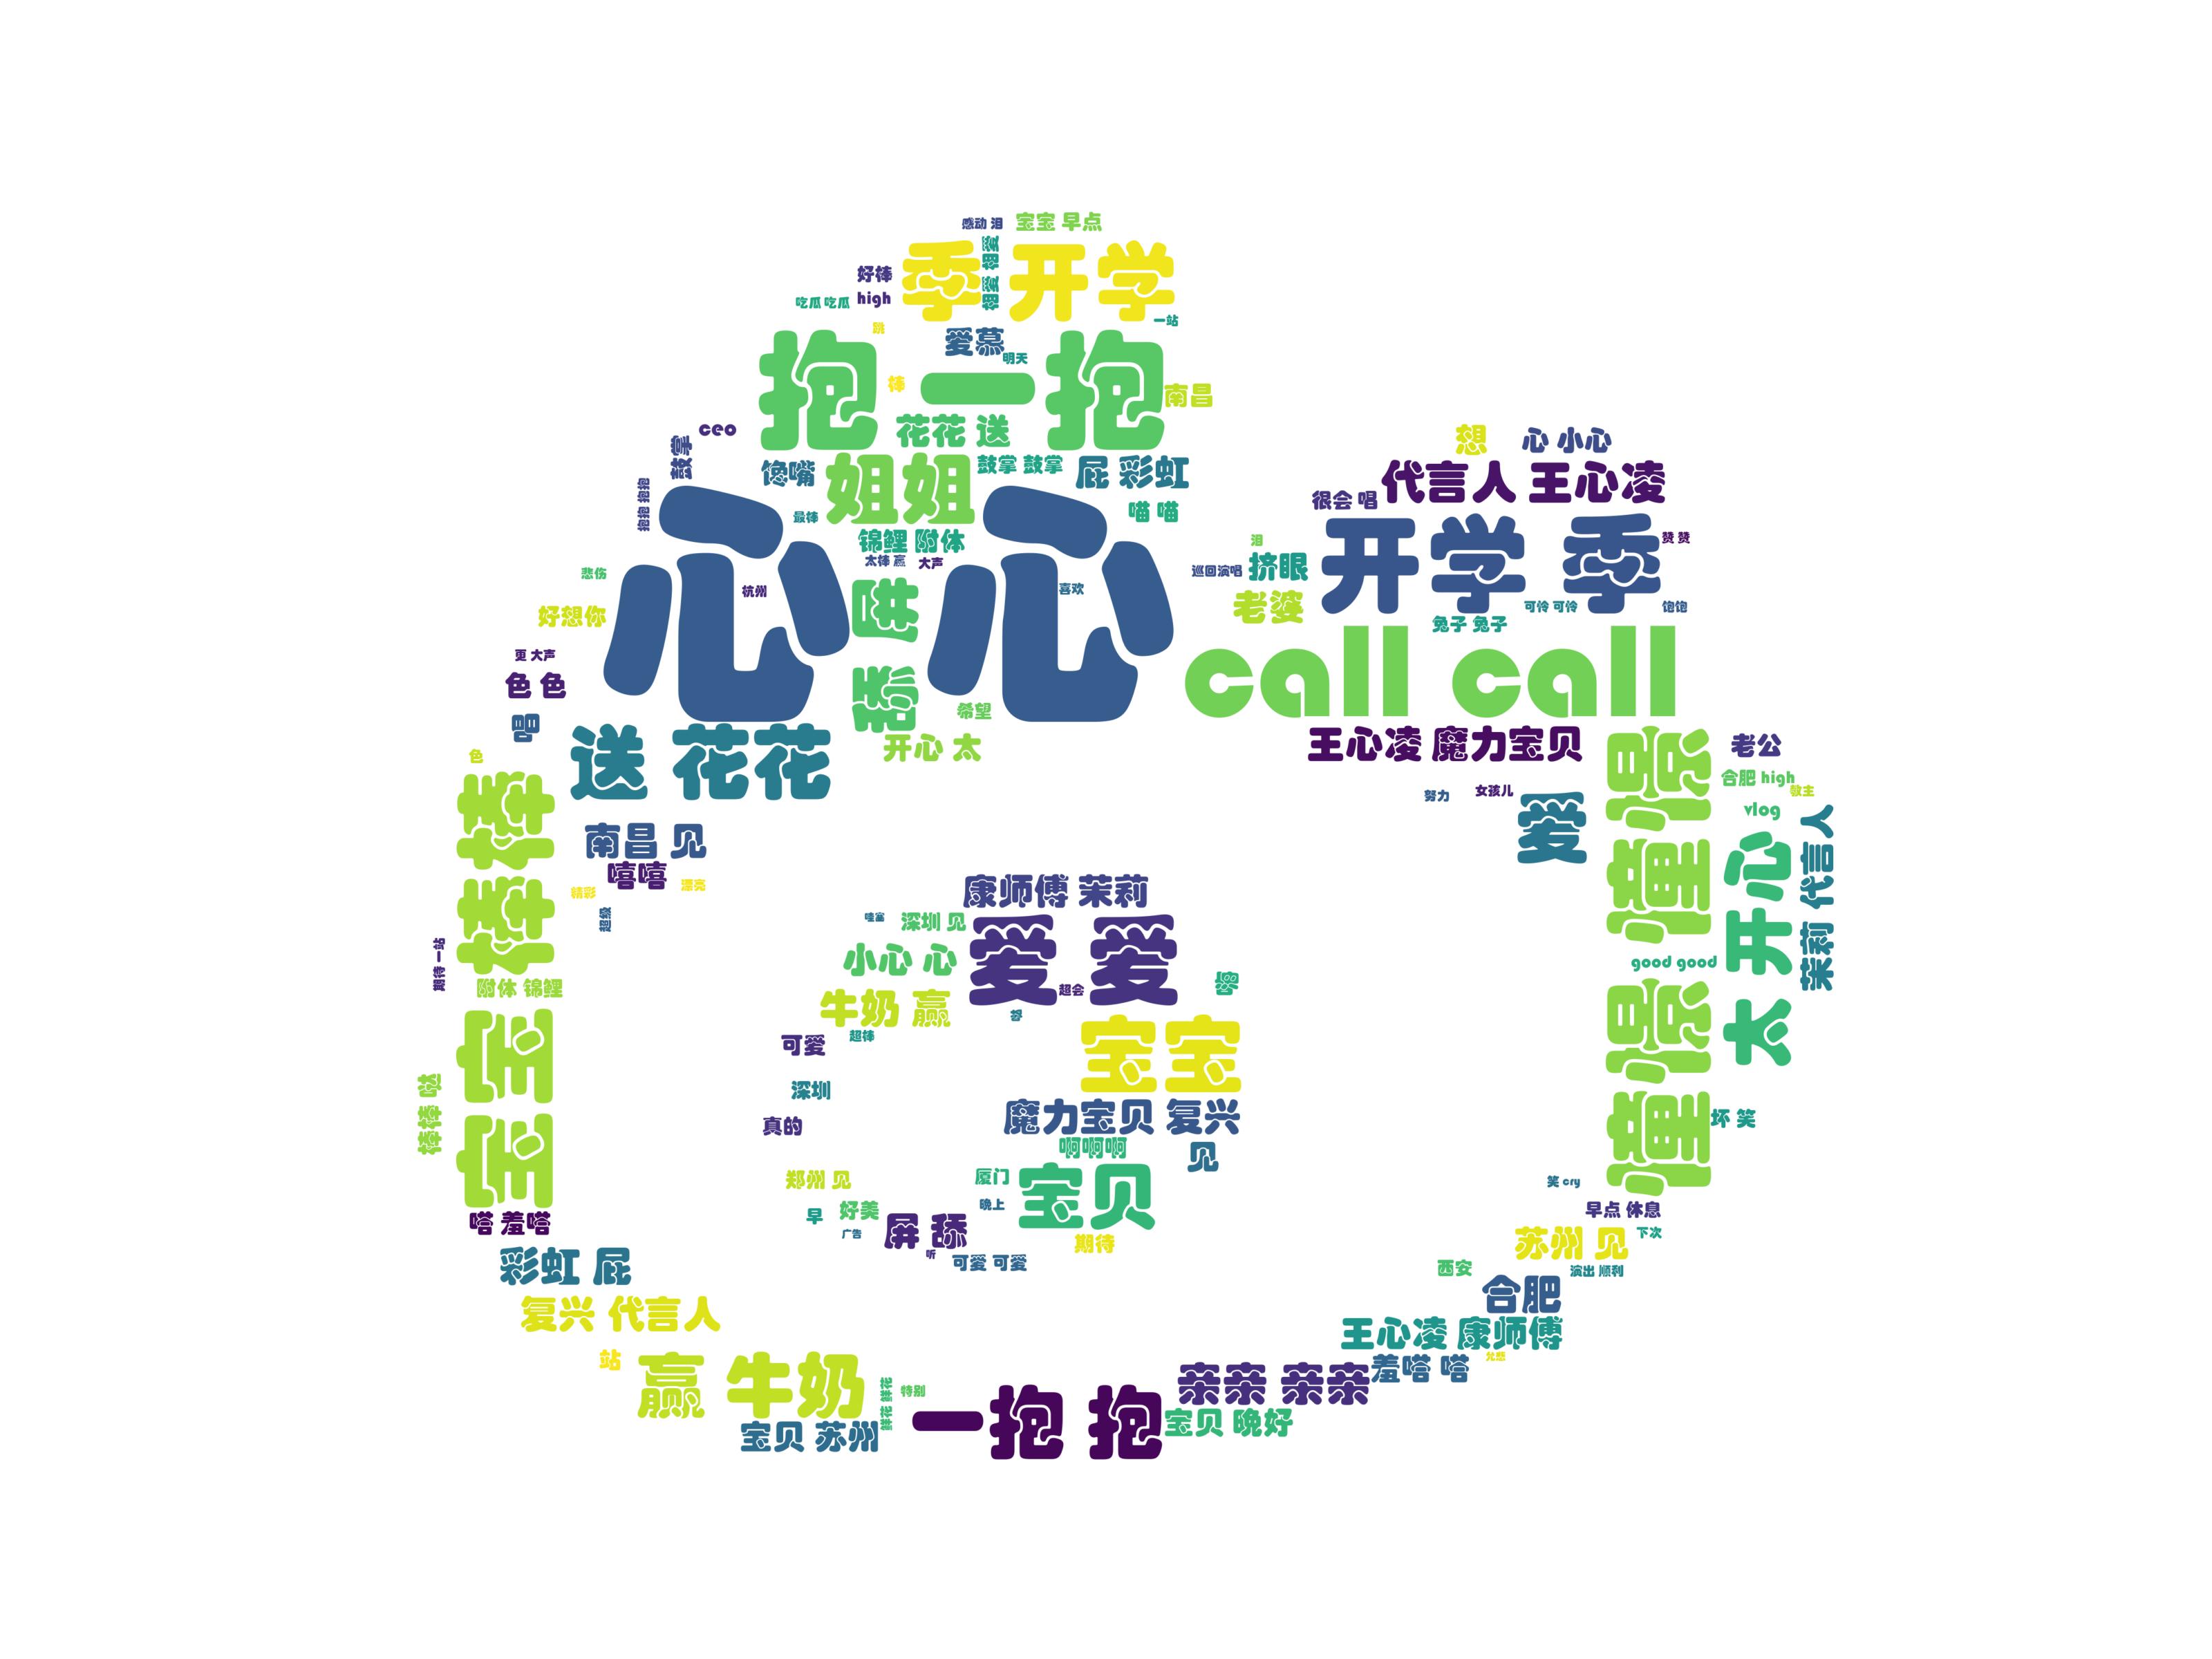 感动 泪
宝宝 早点
相爱 相爱
好棒
季 开学
吃瓜 吃瓜
high
跳
一站
爱慕
明天
抱 一抱
棒
南昌
花花 送
ceo
鼓掌
馋嘴
姐姐
鼓掌 鼓掌
屁 彩虹
抱抱 抱抱
心 心
最棒
喵 喵
锦鲤 附体
太棒 赢
大声
悲伤
杭州
喜欢
好想你
更 大声
色 色
唱
希望
开心 太
送 花花
想
心 小心
代言人 王心凌
很会 唱
开学 季
赞 赞
泪
巡回演唱
挤眼
老婆
可怜 可怜
饱饱
兔子 兔子
call call
王心凌 魔力宝贝
憧憬 憧憬
老公
合肥 high
教主
vlog
努力
女孩儿
爱
太 开心
茉莉 代言人
good good
色
棒棒
南昌 见
嘻嘻
精彩
漂亮
超级
期待 一站
附体 锦鲤
宝宝
棒棒 哒
嗒 羞嗒
彩虹 屁
复兴 代言人
站
赢 牛奶
宝贝 苏州
鲜花 鲜花
特别
一抱 抱
康师傅 茉莉
哇塞
深圳 见
爱 爱
小心 心
超会
牛奶 赢
超棒
可爱
宝宝
深圳
魔力宝贝 复兴
真的
啊啊啊
见
郑州 见
厦门
宝贝
早
好美
晚上
广告
屏 舔
期待
听
可爱 可爱
坏 笑
笑 cry
早点 休息
苏州 见
下次
西安
演出 顺利
合肥
王心凌 康师傅
羞嗒 嗒
亲亲 亲亲
宝贝 晚好